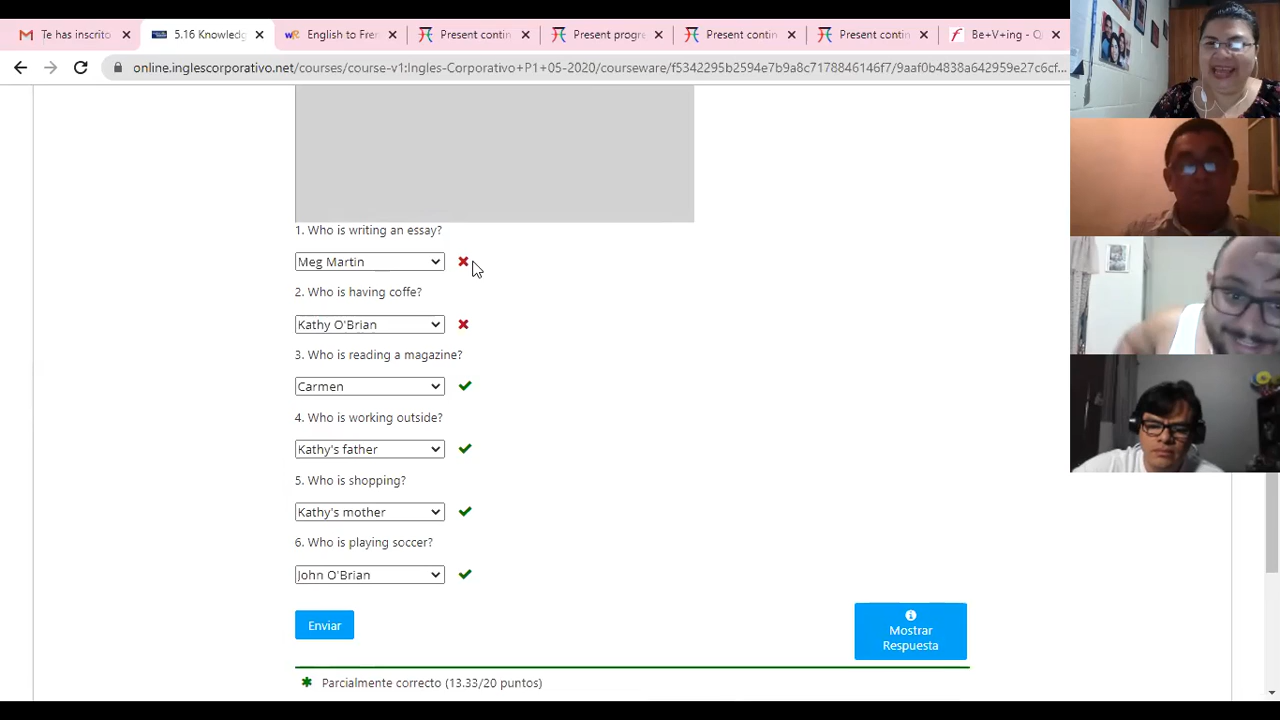 Te has inscrito
5.16 Knowledg
English to Fren
Present contin
Present progre
Present contin
Present contin
Be+V+ing - Q
online.inglescorporativo.net/courses/course-v1:Ingles-Corporativo+P1+05-2020/courseware/f5342295b2594e7b9a8c7178846146f7/9aaf0b4838a642959e27c6cf...
1. Who is writing an essay?
Meg Martin
2. Who is having coffe?
Kathy O'Brian
3. Who is reading a magazine?
Carmen
4. Who is working outside?
Kathy's father
5. Who is shopping?
Kathy's mother
6. Who is playing soccer?
John O'Brian
Enviar
Mostrar
Respuesta
Parcialmente correcto (13.33/20 puntos)